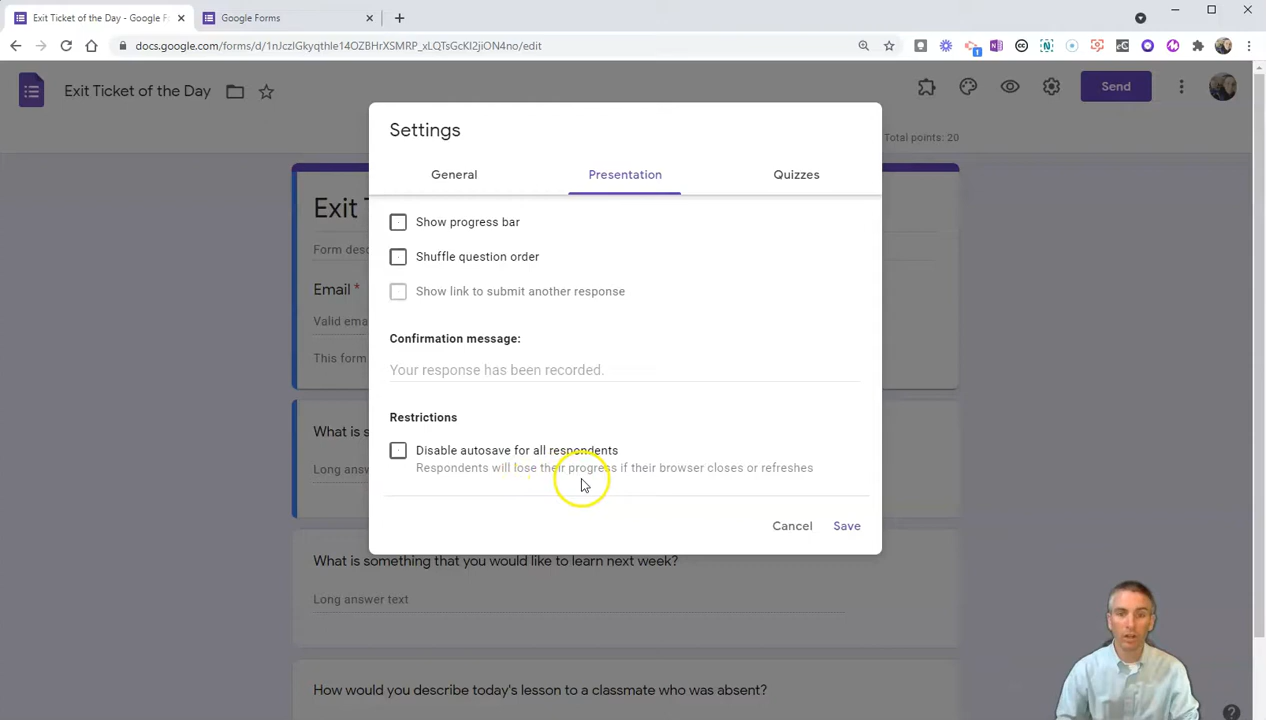 Exit Ticket of the Day - Google F
Google Forms
docs.google.com/forms/d/1nJczIGkyqthIe14OZBHrXSMRP_xLQTsGcKI2jiON4no/edit
Exit Ticket of the Day
Send
Total points: 20
Settings
General
Presentation
Quizzes
Show progress bar
Exit
Shuffle question order
Form des
Email *
Show link to submit another response
Valid ema
Confirmation message:
This form
Your response has been recorded.
Restrictions
What is s
Disable autosave for all respondents
Respondents will lose their progress if their browser closes or refreshes
Long ans
Cancel
Save
What is something that you would like to learn next week?
Long answer text
How would you describe today's lesson to a classmate who was absent?